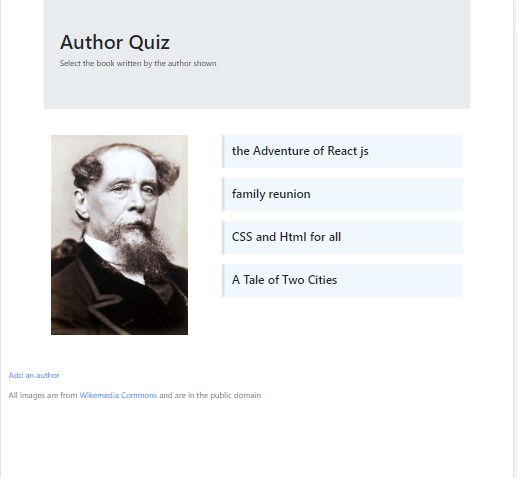 Author Quiz
Select the book written by the author shown
the Adventure of React js
family reunion
CSS and Html for all
A Tale of Two Cities
Add an author
All images are from Wikemedia Commons and are in the public domain